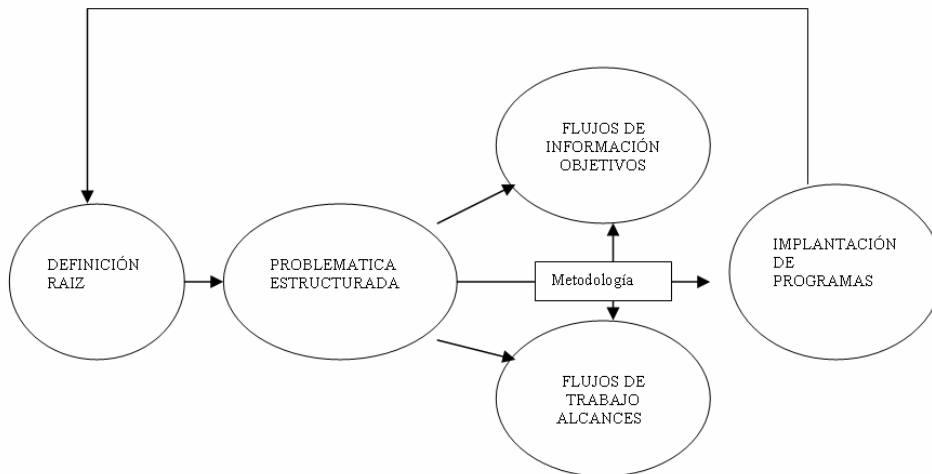 FLUJOS DE
INFORMACIÓN
OBJETIVOS
DEFINICIÓN
RAIZ
PROBLEMATICA
ESTRUCTURADA
Metodología
IMPLANTACIÓN
DE
PROGRAMAS
FLUJOS DE
TRABAJO
ALCANCES